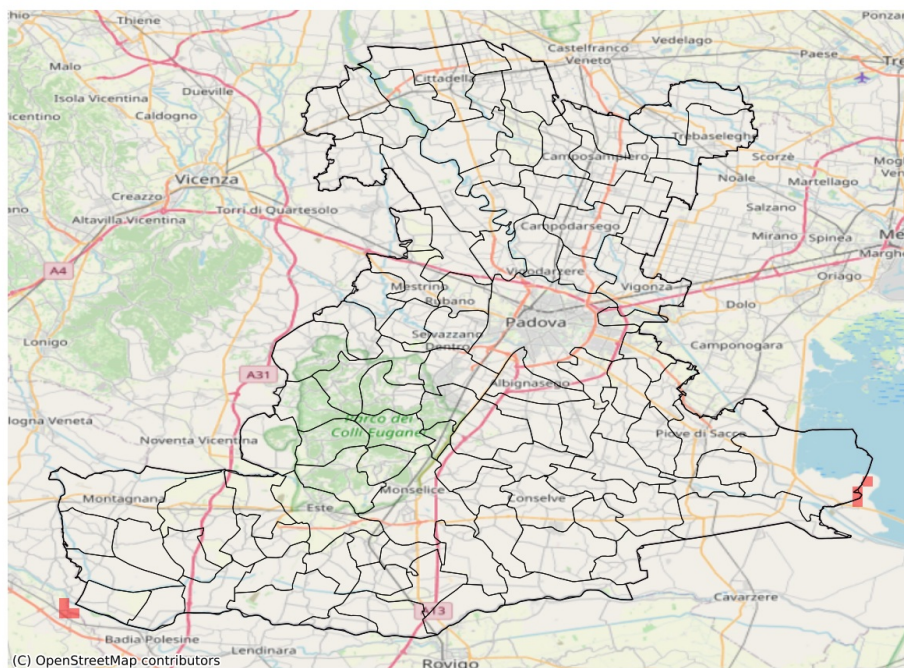 Thiene
Vedelago
Castelfranco
Veneto
Paese
Malo
Cittadella
Dueville
Isola Vicentina
Caldogno
Trebaseleghe
Camposampiero
Scorzè
Vicenza
Noale
Martellago
Creazzo
Altavilla Vicentina
Torri di Quartesolo
Salzano
Campodarsego
Mirano
Spinea
A4
Vigodarzere
Oriago
Mestrino
Vigonza
Rubano
Dolo
Padova
Selvazzano
Dentro
Lonigo
Camponogara
A31
Albignasego
Parco dei
Colli Euganei
Noventa Vicentina
Piove di Sacco
Montagnana
Monselice
Conselve
Este
Cavarzere
A13
Badia Polesine
Lendinara
Rovigo
(C) OpenStreetMap contributors